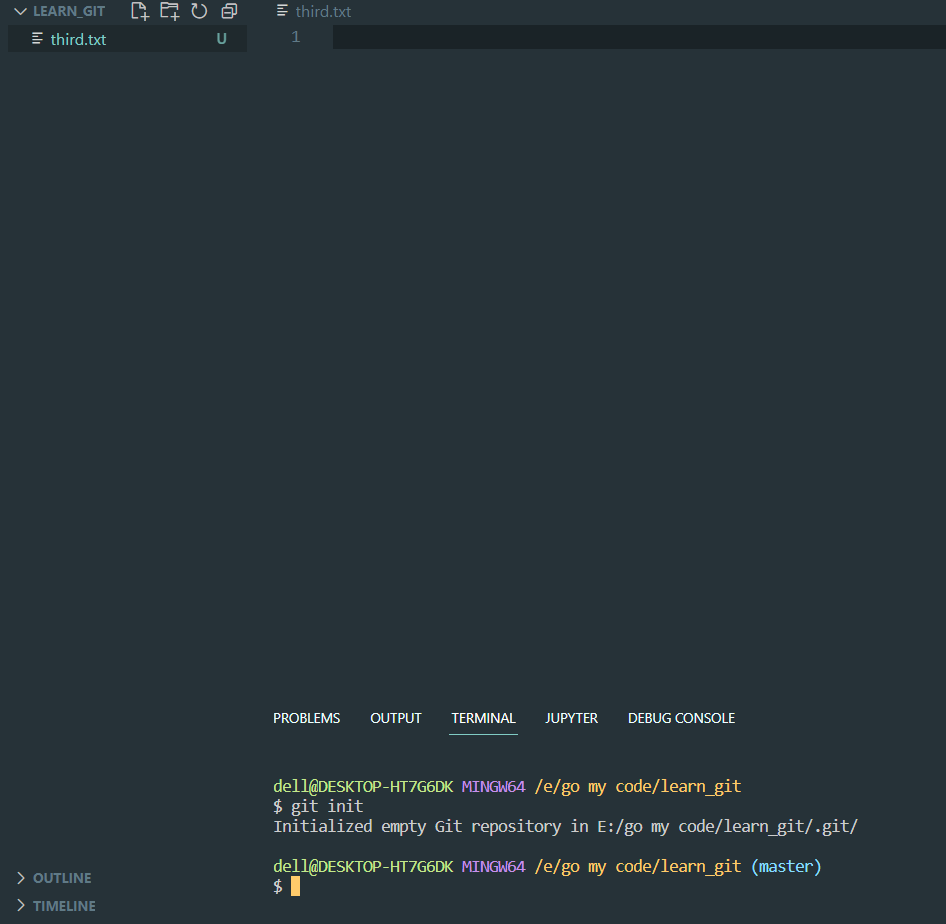 LEARN_GIT
third.txt U
third.txt
1
PROBLEMS OUTPUT TERMINAL JUPYTER DEBUG CONSOLE
dell@DESKTOP-HT7G6DK MINGW64 /e/go my code/learn_git
$ git init
Initialized empty Git repository in E:/go my code/learn_git/.git/
dell@DESKTOP-HT7G6DK MINGW64 /e/go my code/learn_git (master)
$
OUTLINE
TIMELINE